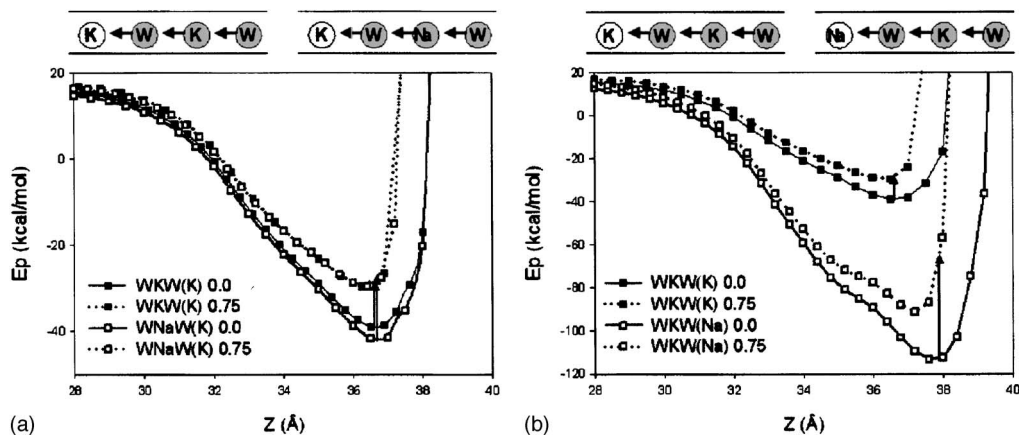 K W K W K W Na W K W K W Na W K W
20
0
-20
-40
Ep (kcal/mol)
WKW(K) 0.0
WKW(K) 0.75
WNaW(K) 0.0
WNaW(K) 0.75
28 30 32 34 36 38 40
(a) Z (Å)
20
0
-20
-40
-60
-80
-100
-120
Ep (kcal/mol)
WKW(K) 0.0
WKW(K) 0.75
WKW(Na) 0.0
WKW(Na) 0.75
28 30 32 34 36 38 40
(b) Z (Å)